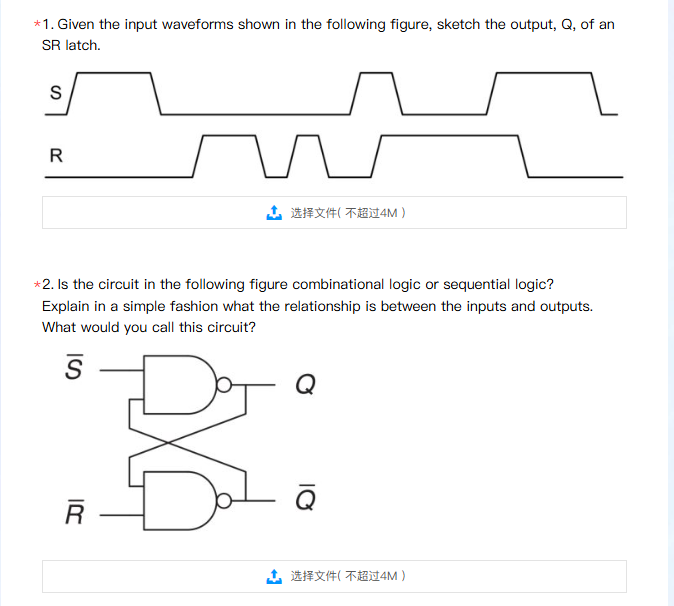 *1. Given the input waveforms shown in the following figure, sketch the output, Q, of an
SR latch.
S
R
选择文件( 不超过4M )
*2. Is the circuit in the following figure combinational logic or sequential logic?
Explain in a simple fashion what the relationship is between the inputs and outputs.
What would you call this circuit?
S̅
Q
R̅
Q̅
选择文件( 不超过4M )